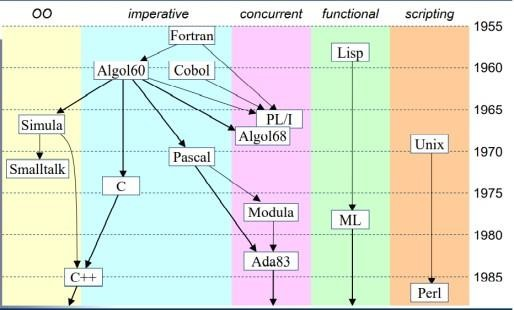 OO imperative concurrent functional scripting
Fortran
1955
Lisp
Algol60 Cobol
1960
1965
PL/I
Simula
Algol68
Unix
Pascal
1970
Smalltalk
C
1975
Modula
ML
1980
Ada83
C++
1985
Perl